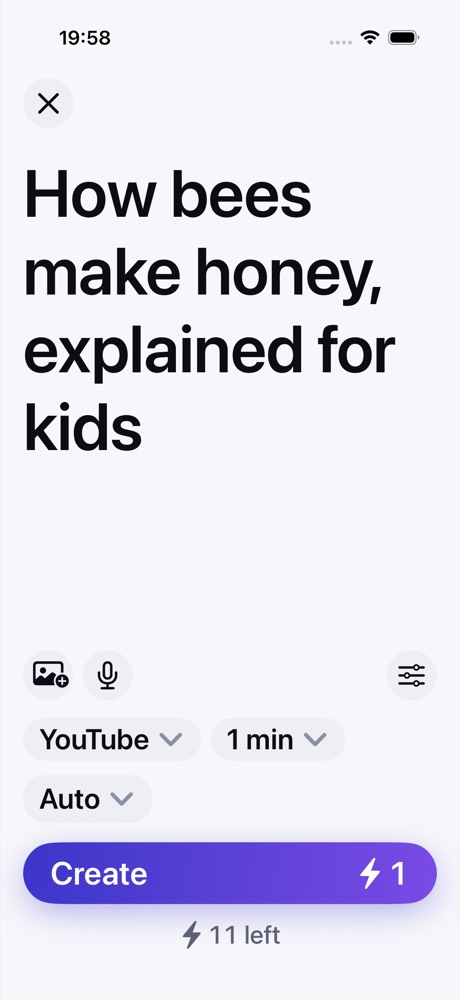 19:58
How bees
make honey,
explained for
kids
YouTube
1 min
Auto
Create
1
11 left